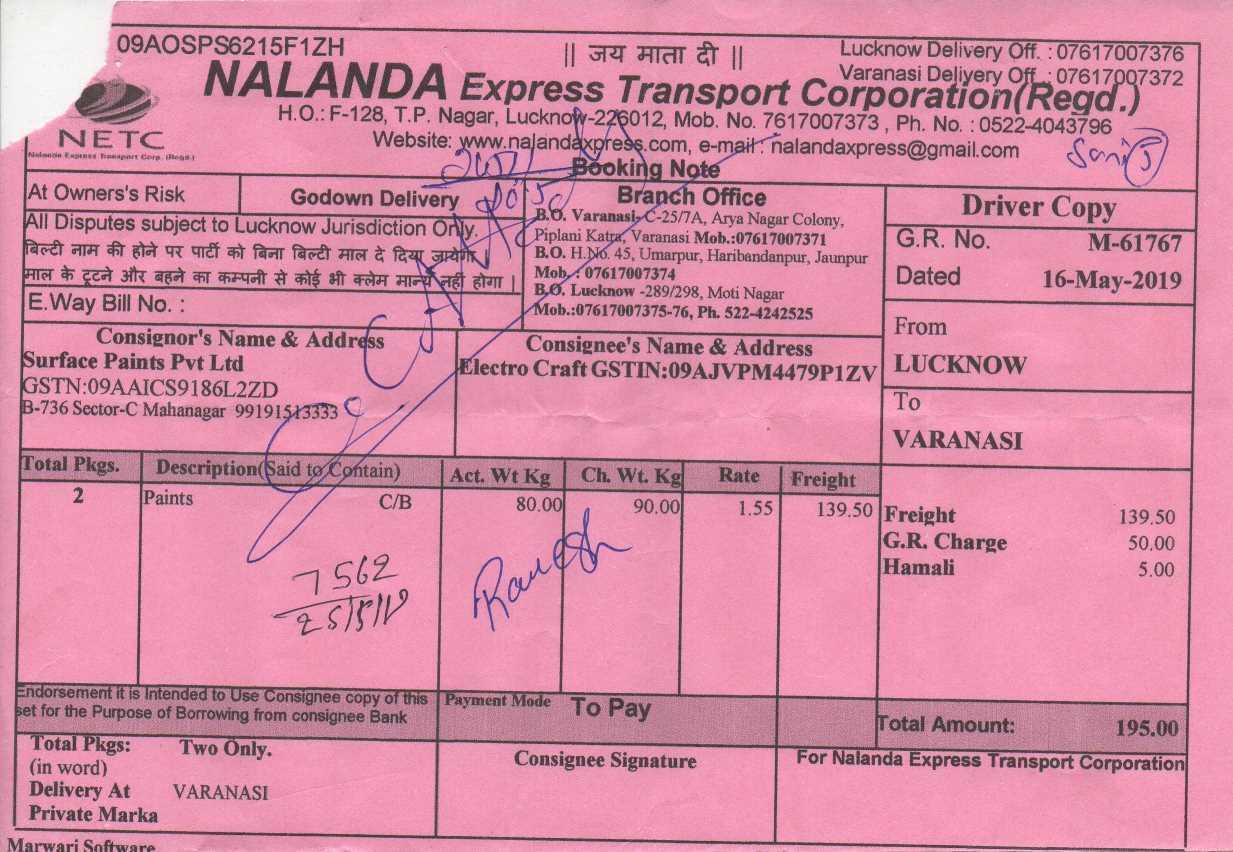 09AOSPS6215F1ZH
|| जय माता दी ||
Lucknow Delivery Off. : 07617007376
Varanasi Delivery Off. : 07617007372
NALANDA Express Transport Corporation(Regd.)
NETC
Nalanda Express Transport Corp. (Regd.)
H.O.: F-128, T.P. Nagar, Lucknow-226012, Mob. No. 7617007373 , Ph. No. : 0522-4043796
Website: www.nalandaxpress.com, e-mail : nalandaxpress@gmail.com
Booking Note
At Owners's Risk
Godown Delivery
All Disputes subject to Lucknow Jurisdiction Only.
बिल्टी नाम की होने पर पार्टी को बिना बिल्टी माल दे दिया जायेगा
माल के टूटने और बहने का कम्पनी से कोई भी क्लेम मान्य नहीं होगा |
E.Way Bill No. :
Branch Office
B.O. Varanasi- C-25/7A, Arya Nagar Colony,
Piplani Katra, Varanasi Mob.:07617007371
B.O. H.No. 45, Umarpur, Haribandanpur, Jaunpur
Mob. : 07617007374
B.O. Lucknow -289/298, Moti Nagar
Mob.:07617007375-76, Ph. 522-4242525
Driver Copy
G.R. No. M-61767
Dated 16-May-2019
From
LUCKNOW
To
VARANASI
Consignor's Name & Address
Surface Paints Pvt Ltd
GSTN:09AAICS9186L2ZD
B-736 Sector-C Mahanagar 99191513333
Consignee's Name & Address
Electro Craft GSTIN:09AJVPM4479P1ZV
Total Pkgs. Description(Said to Contain) Act. Wt Kg Ch. Wt. Kg Rate Freight
2 Paints C/B 80.00 90.00 1.55 139.50
Freight 139.50
G.R. Charge 50.00
Hamali 5.00
7562
Endorsement it is Intended to Use Consignee copy of this
set for the Purpose of Borrowing from consignee Bank
Payment Mode To Pay
Total Amount: 195.00
Total Pkgs: Two Only.
(in word)
Delivery At VARANASI
Private Marka
Consignee Signature
For Nalanda Express Transport Corporation
Marwari Software